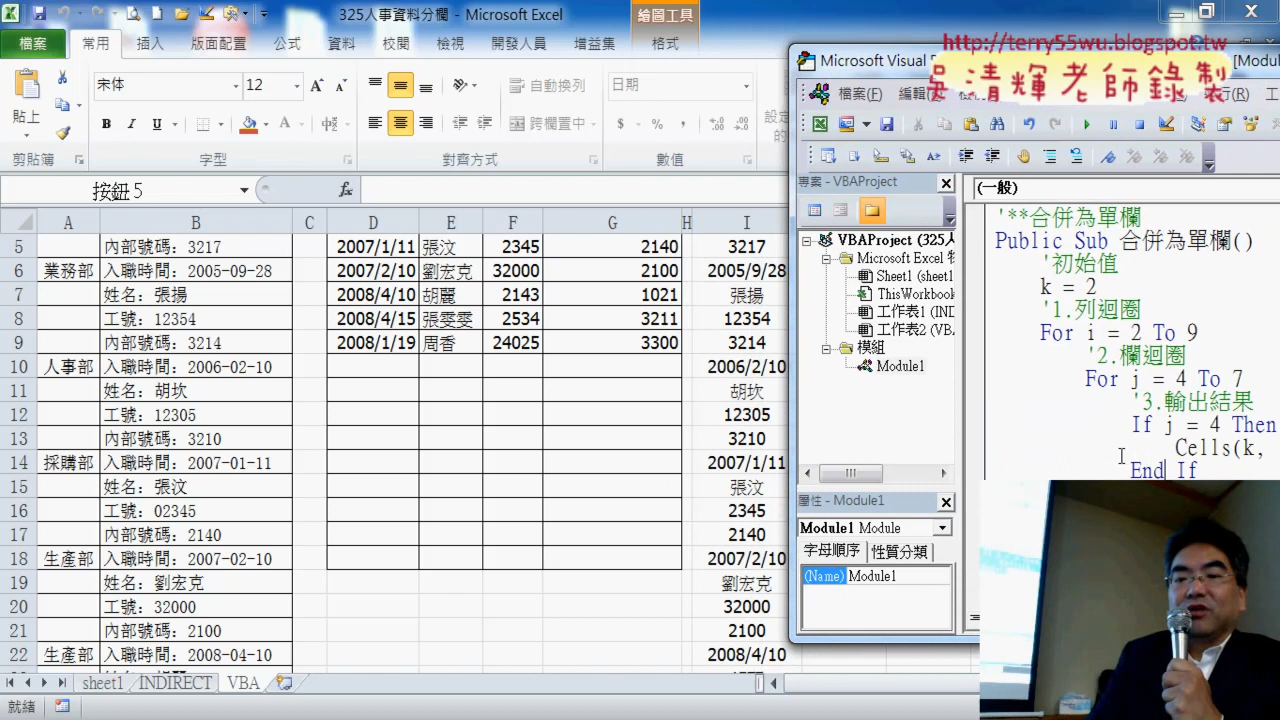 325人事資料分欄 - Microsoft Excel
繪圖工具
檔案 常用 插入 版面配置 公式 資料 校閱 檢視 開發人員 增益集 格式
http://terry55wu.blogspot.tw
吳清輝老師錄製
貼上
宋体 12
自動換列
跨欄置中
日期
剪貼簿 字型 對齊方式 數值
按鈕 5
fx
A B C D E F G H I
5 內部號碼：3217 2007/1/11 張汶 2345 2140 3217
6 業務部 入職時間：2005-09-28 2007/2/10 劉宏克 32000 2100 2005/9/28
7 姓名：張揚 2008/4/10 胡麗 2143 1021 張揚
8 工號：12354 2008/4/15 張雯雯 2534 3211 12354
9 內部號碼：3214 2008/1/19 周香 24025 3300 3214
10 人事部 入職時間：2006-02-10 2006/2/10
11 姓名：胡坎 胡坎
12 工號：12305 12305
13 內部號碼：3210 3210
14 採購部 入職時間：2007-01-11 2007/1/11
15 姓名：張汶 張汶
16 工號：02345 2345
17 內部號碼：2140 2140
18 生產部 入職時間：2007-02-10 2007/2/10
19 姓名：劉宏克 劉宏克
20 工號：32000 32000
21 內部號碼：2100 2100
22 生產部 入職時間：2008-04-10 2008/4/10
sheet1 INDIRECT VBA
就緒
Microsoft Visual
[Modul
檔案(F) 編輯
行(R) 工
專案 - VBAProject
VBAProject (325人
Microsoft Excel
Sheet1 (sheet1
ThisWorkbook
工作表1 (IND
工作表2 (VB
模組
Module1
屬性 - Module1
Module1 Module
字母順序 性質分類
(Name) Module1
(一般)
'**合併為單欄
Public Sub 合併為單欄()
'初始值
k = 2
'1.列迴圈
For i = 2 To 9
'2.欄迴圈
For j = 4 To 7
'3.輸出結果
If j = 4 Then
Cells(k,
End If